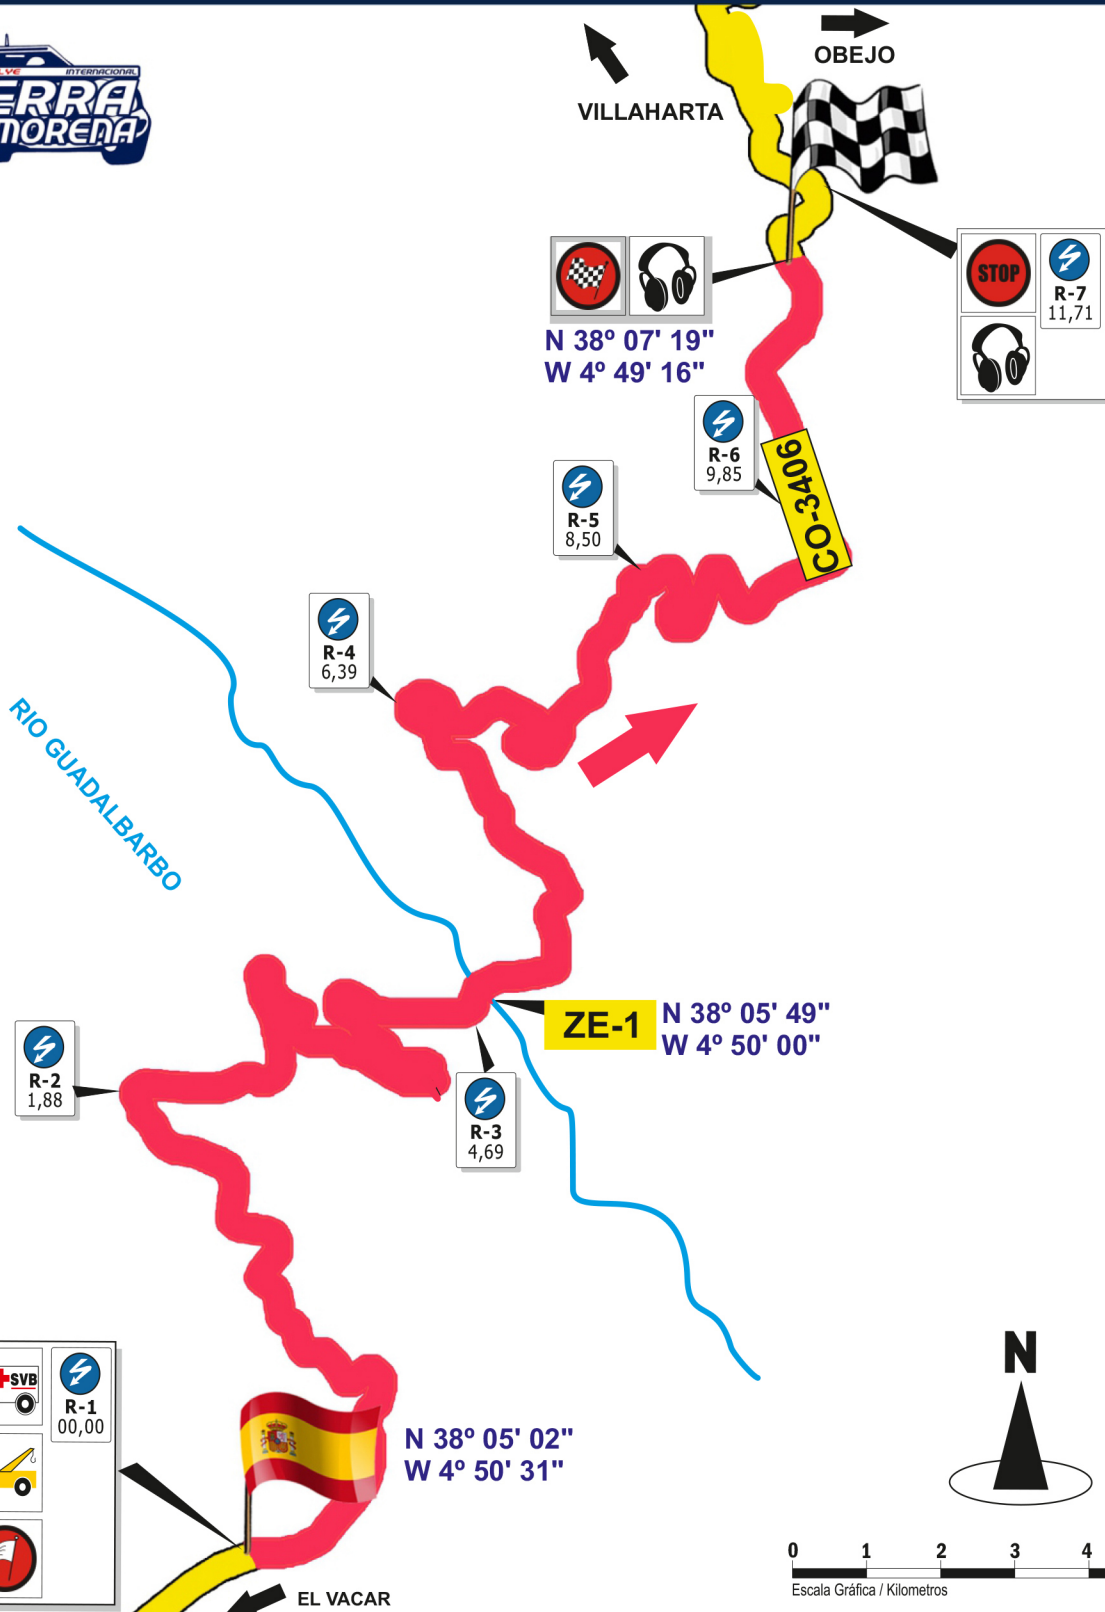 OBEJO
VILLAHARTA
LYE INTERNACIONAL
ERRA
MORENA
STOP
R-7
11,71
N 38º 07' 19"
W 4º 49' 16"
R-6
9,85
CO-3406
R-5
8,50
R-4
6,39
RIO GUADALBARBO
ZE-1
N 38º 05' 49"
W 4º 50' 00"
R-2
1,88
R-3
4,69
N
SVB
R-1
00,00
N 38º 05' 02"
W 4º 50' 31"
0 1 2 3 4
Escala Gráfica / Kilometros
EL VACAR